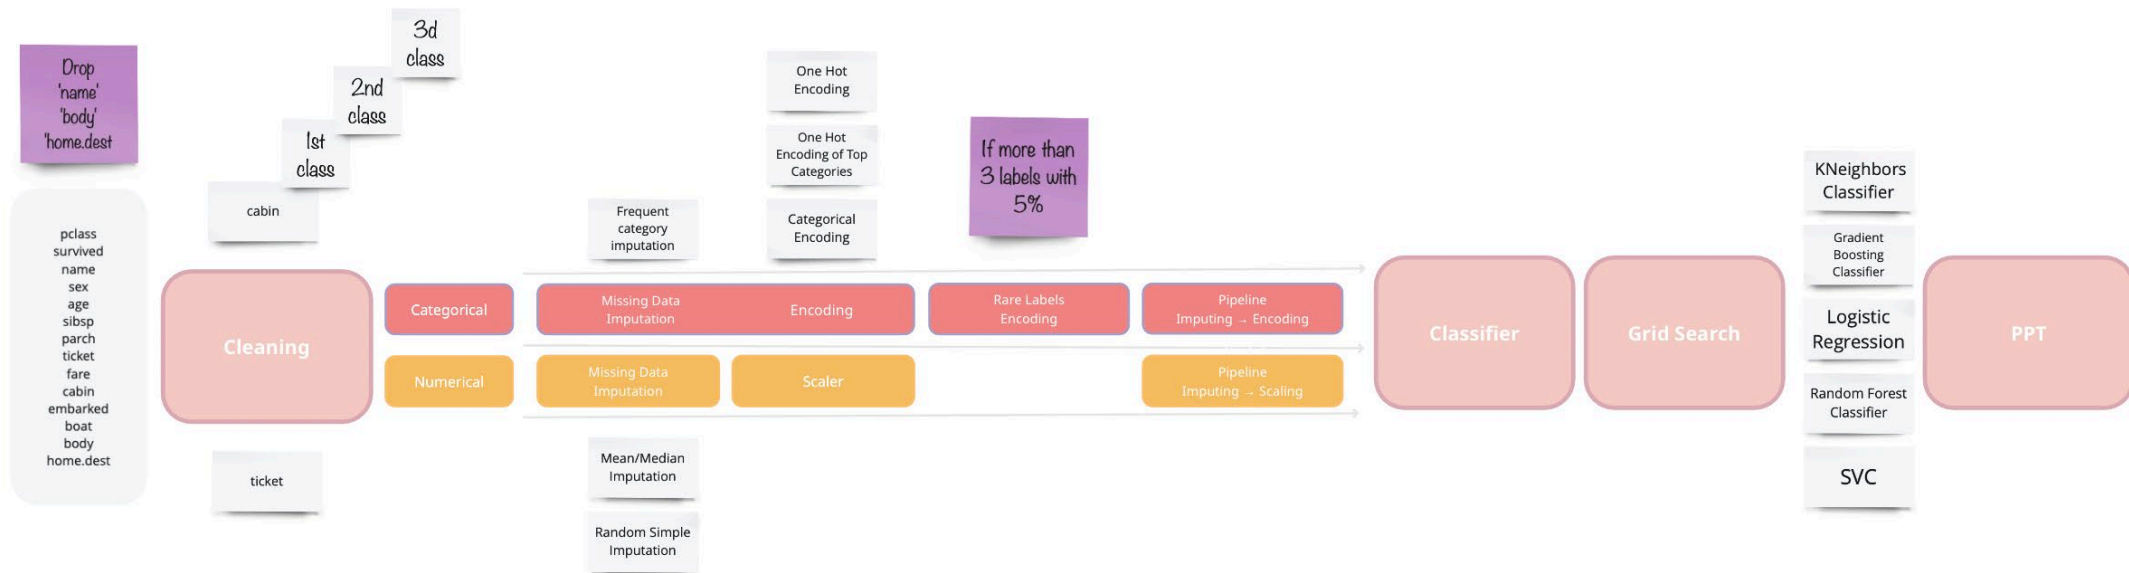 Drop
'name'
'body'
'home.dest
pclass
survived
name
sex
age
sibsp
parch
ticket
fare
cabin
embarked
boat
body
home.dest
3d
class
2nd
class
1st
class
cabin
Cleaning
ticket
Categorical
Numerical
Frequent
category
imputation
Missing Data
Imputation
Missing Data
Imputation
Mean/Median
Imputation
Random Simple
Imputation
One Hot
Encoding
One Hot
Encoding of Top
Categories
Categorical
Encoding
Encoding
Scaler
If more than
3 labels with
5%
Rare Labels
Encoding
Pipeline
Imputing → Encoding
Pipeline
Imputing → Scaling
Classifier
Grid Search
KNeighbors
Classifier
Gradient
Boosting
Classifier
Logistic
Regression
Random Forest
Classifier
SVC
PPT